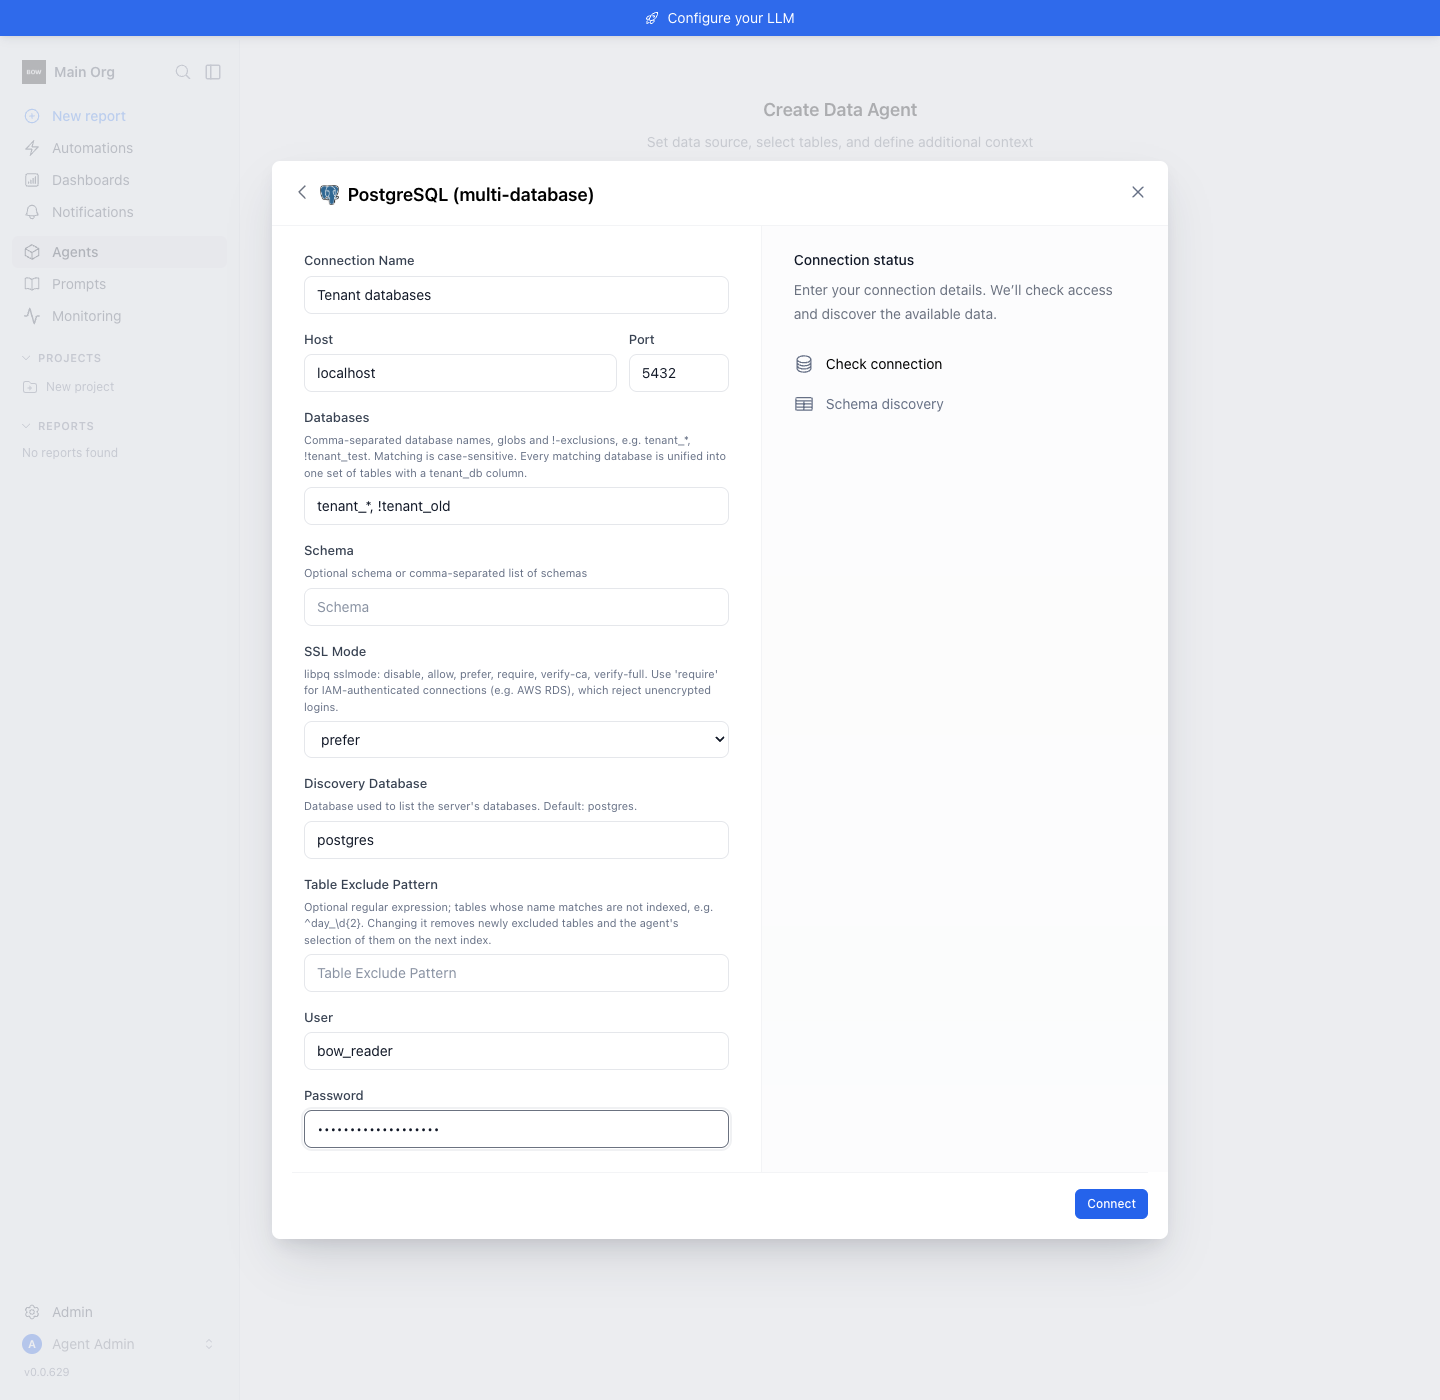 Configure your LLM
BOW
Main Org
New report
Automations
Dashboards
Notifications
Agents
Prompts
Monitoring
PROJECTS
New project
REPORTS
No reports found
Create Data Agent
Set data source, select tables, and define additional context
PostgreSQL (multi-database)
Connection Name
Tenant databases
Host
Port
localhost
5432
Databases
Comma-separated database names, globs and !-exclusions, e.g. tenant_*,
!tenant_test. Matching is case-sensitive. Every matching database is unified into
one set of tables with a tenant_db column.
tenant_*, !tenant_old
Schema
Optional schema or comma-separated list of schemas
Schema
SSL Mode
libpq sslmode: disable, allow, prefer, require, verify-ca, verify-full. Use 'require'
for IAM-authenticated connections (e.g. AWS RDS), which reject unencrypted
logins.
prefer
Discovery Database
Database used to list the server's databases. Default: postgres.
postgres
Table Exclude Pattern
Optional regular expression; tables whose name matches are not indexed, e.g.
^day_\d{2}. Changing it removes newly excluded tables and the agent's
selection of them on the next index.
Table Exclude Pattern
User
bow_reader
Password
•••••••••••••••••••
Connection status
Enter your connection details. We’ll check access
and discover the available data.
Check connection
Schema discovery
Connect
Admin
A
Agent Admin
v0.0.629